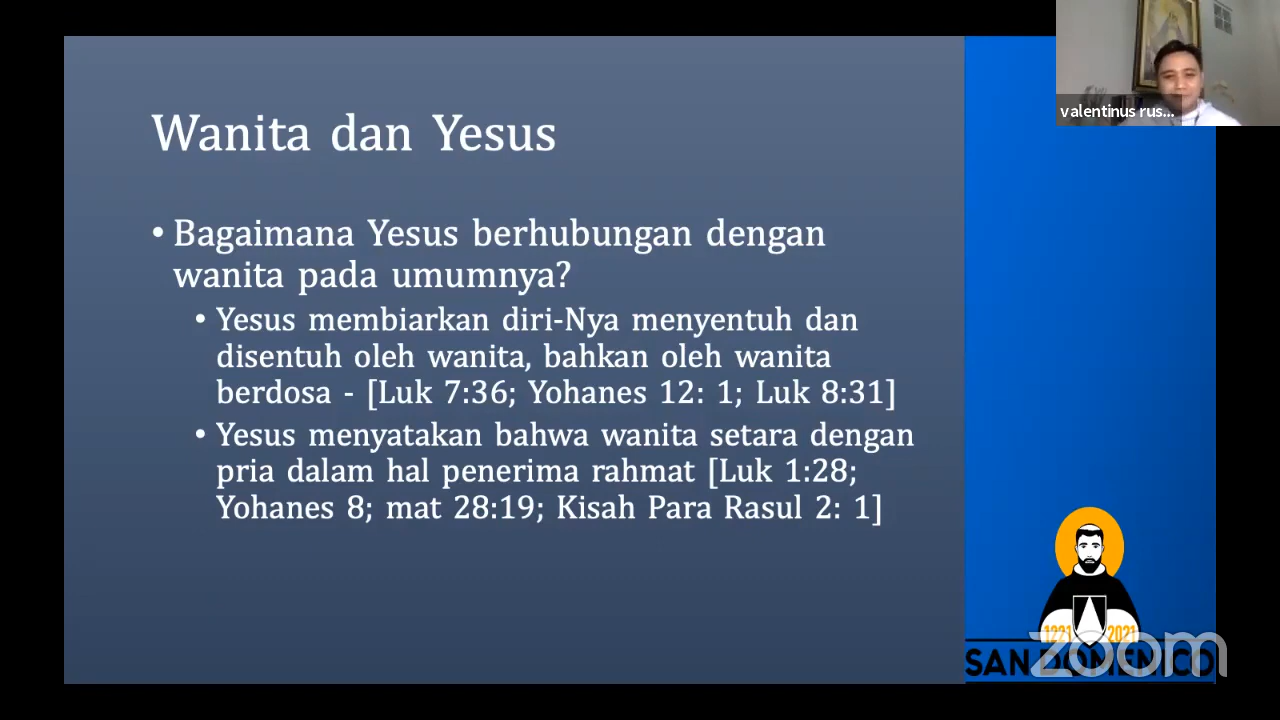 Wanita dan Yesus
• Bagaimana Yesus berhubungan dengan
wanita pada umumnya?
• Yesus membiarkan diri-Nya menyentuh dan
disentuh oleh wanita, bahkan oleh wanita
berdosa - [Luk 7:36; Yohanes 12: 1; Luk 8:31]
• Yesus menyatakan bahwa wanita setara dengan
pria dalam hal penerima rahmat [Luk 1:28;
Yohanes 8; mat 28:19; Kisah Para Rasul 2: 1]
valentinus rus...
1221 2021
SAN DOMENICO
zoom